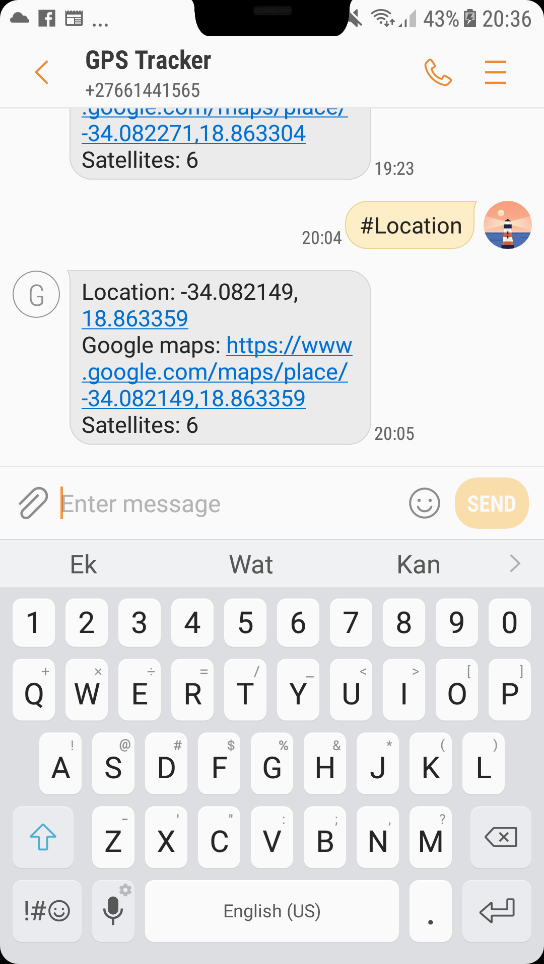 ... 43% 20:36
GPS Tracker
+27661441565
.google.com/maps/place/
-34.082271,18.863304
Satellites: 6
19:23
#Location
20:04
G
Location: -34.082149,
18.863359
Google maps: https://www
.google.com/maps/place/
-34.082149,18.863359
Satellites: 6
20:05
Enter message
SEND
Ek Wat Kan
1 2 3 4 5 6 7 8 9 0
+ × ÷ = / _ < > [ ]
Q W E R T Y U I O P
! @ # $ % & * ( )
A S D F G H J K L
- ' " : ; , ?
Z X C V B N M
!#☺ English (US) .